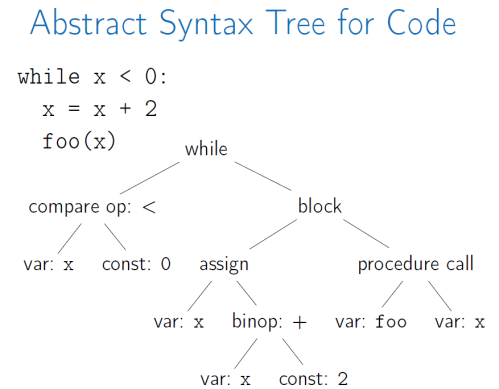 Abstract Syntax Tree for Code
while x < 0:
x = x + 2
foo(x)
while
compare op: <
block
var: x
const: 0
assign
procedure call
var: x
binop: +
var: foo
var: x
var: x
const: 2